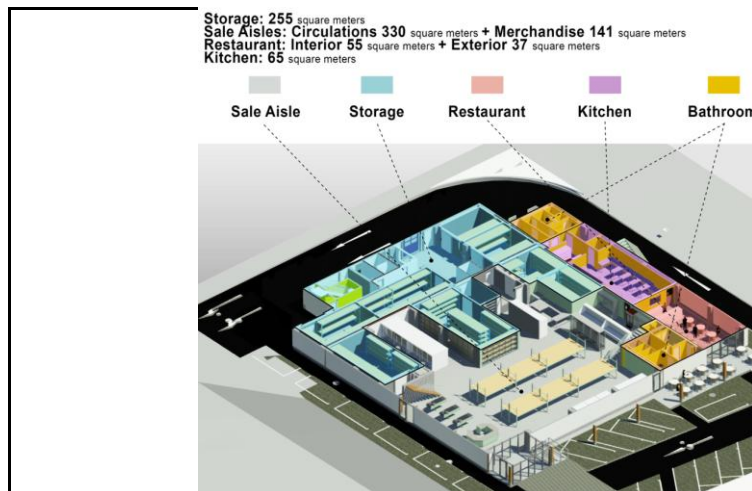 Storage: 255 square meters
Sale Aisles: Circulations 330 square meters + Merchandise 141 square meters
Restaurant: Interior 55 square meters + Exterior 37 square meters
Kitchen: 65 square meters
Sale Aisle Storage Restaurant Kitchen Bathroom